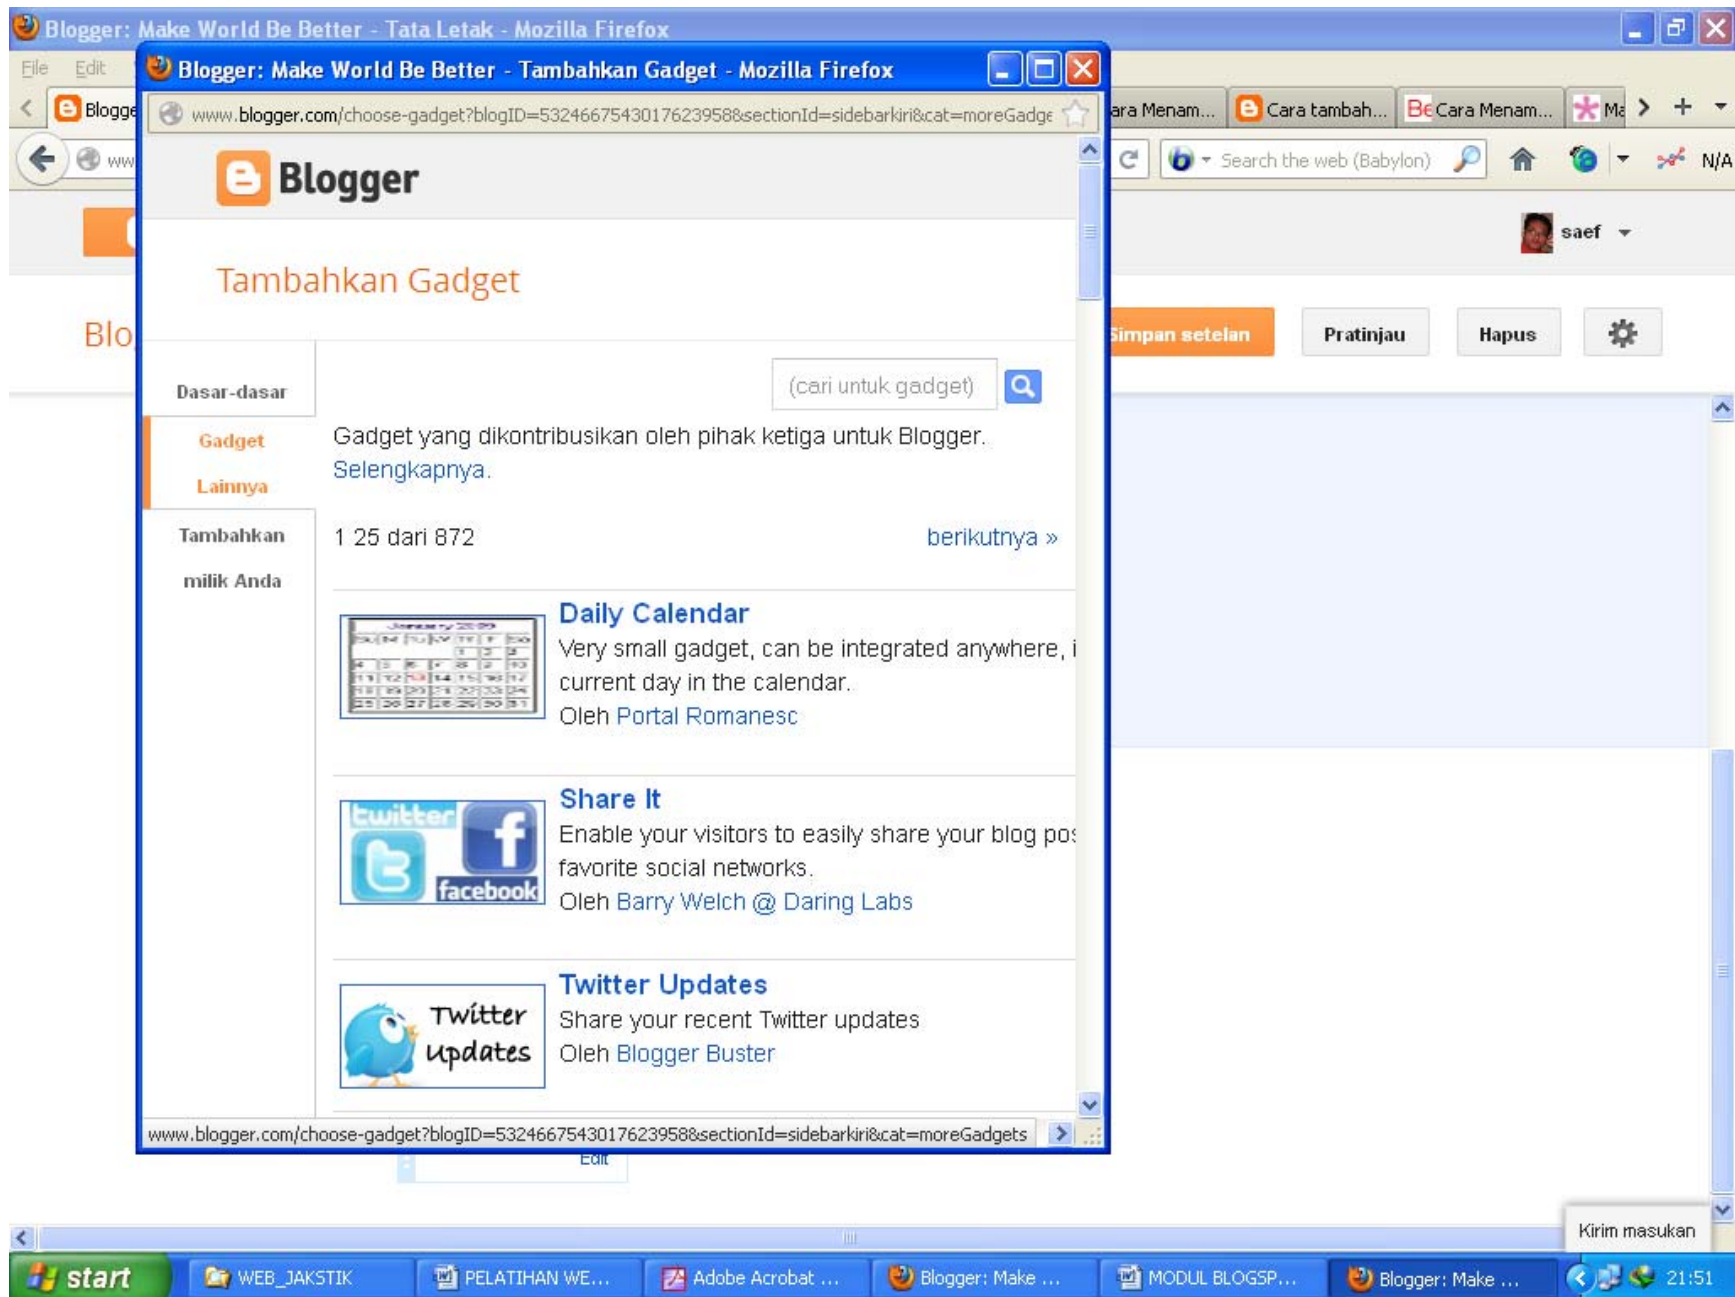 Blogger: Make World Be Better - Tata Letak - Mozilla Firefox
File Edit
Blogger: Make World Be Better - Tambahkan Gadget - Mozilla Firefox
Blogge
ara Menam...
Cara tambah...
Be Cara Menam...
Ma
www.blogger.com/choose-gadget?blogID=5324667543017623958&sectionId=sidebarkiri&cat=moreGadge
ww
Search the web (Babylon)
N/A
Blogger
saef
Tambahkan Gadget
Blo
Simpan setelan
Pratinjau
Hapus
Dasar-dasar
Gadget
Lainnya
Tambahkan
milik Anda
(cari untuk gadget)
Gadget yang dikontribusikan oleh pihak ketiga untuk Blogger.
Selengkapnya.
1 25 dari 872
berikutnya »
Daily Calendar
Very small gadget, can be integrated anywhere, i
current day in the calendar.
Oleh Portal Romanesc
January 2009
twitter
facebook
Share It
Enable your visitors to easily share your blog pos
favorite social networks.
Oleh Barry Welch @ Daring Labs
Twitter
updates
Twitter Updates
Share your recent Twitter updates
Oleh Blogger Buster
www.blogger.com/choose-gadget?blogID=5324667543017623958&sectionId=sidebarkiri&cat=moreGadgets
Edit
Kirim masukan
start
WEB_JAKSTIK
PELATIHAN WE...
Adobe Acrobat ...
Blogger: Make ...
MODUL BLOGSP...
Blogger: Make ...
21:51